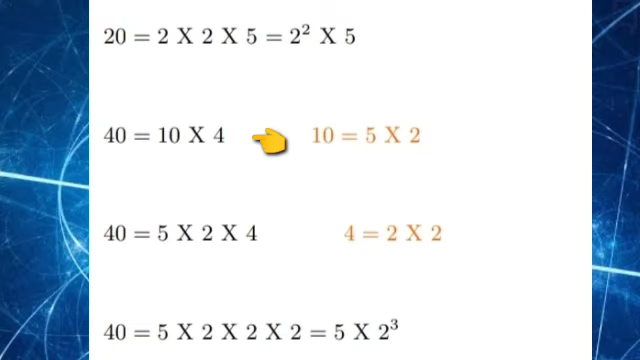 20 = 2 X 2 X 5 = 2² X 5
40 = 10 X 4 10 = 5 X 2
40 = 5 X 2 X 4 4 = 2 X 2
40 = 5 X 2 X 2 X 2 = 5 X 2³